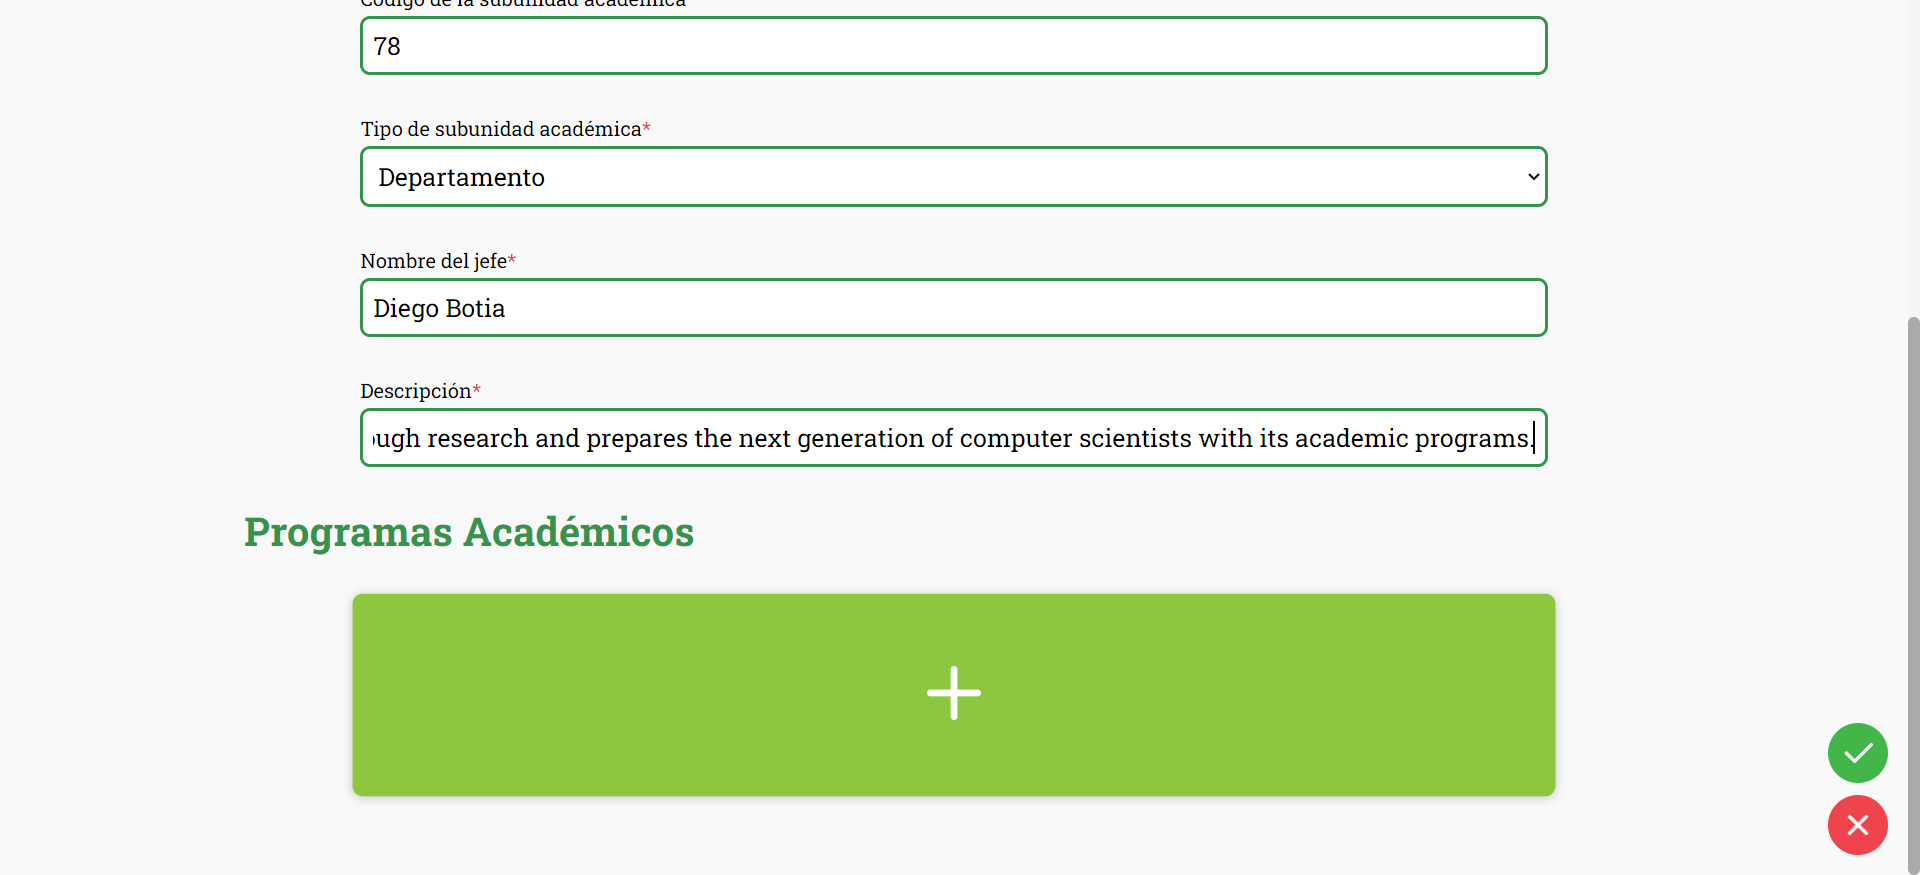 Código de la subunidad académica
78
Tipo de subunidad académica*
Departamento
Nombre del jefe*
Diego Botia
Descripción*
research and prepares the next generation of computer scientists with its academic programs.
Programas Académicos